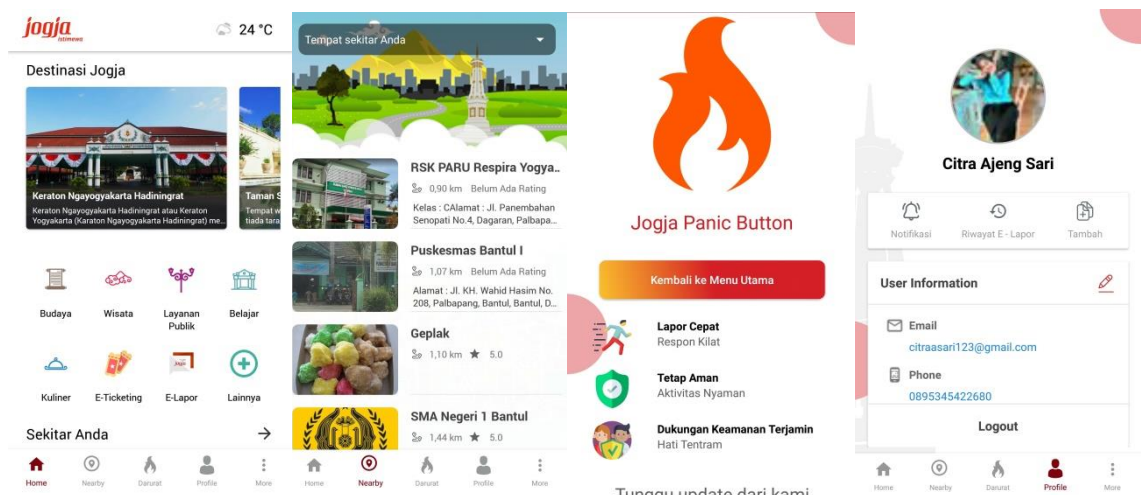 jogja
istimewa
24 °C
Destinasi Jogja
Keraton Ngayogyakarta Hadiningrat
Keraton Ngayogyakarta Hadiningrat atau Keraton
Yogyakarta (Karaton Ngayogyakarta Hadiningrat) me...
Taman S
Tempat w
tiada tara
Budaya
Wisata
Layanan
Publik
Belajar
Kuliner
E-Ticketing
E-Lapor
Lainnya
Sekitar Anda
Home
Nearby
Darurat
Profile
More
Tempat sekitar Anda
RSK PARU Respira Yogya..
0,90 km Belum Ada Rating
Kelas : CAlamat : Jl. Panembahan
Senopati No.4, Dagaran, Palbapa...
Puskesmas Bantul I
1,07 km Belum Ada Rating
Alamat : Jl. KH. Wahid Hasim No.
208, Palbapang, Bantul, Bantul, D...
Geplak
1,10 km 5.0
SMA Negeri 1 Bantul
1,44 km 5.0
Home
Nearby
Darurat
Profile
More
Jogja Panic Button
Kembali ke Menu Utama
Lapor Cepat
Respon Kilat
Tetap Aman
Aktivitas Nyaman
Dukungan Keamanan Terjamin
Hati Tentram
Tunggu update dari kami
Citra Ajeng Sari
Notifikasi
Riwayat E - Lapor
Tambah
User Information
Email
citraasari123@gmail.com
Phone
0895345422680
Logout
Home
Nearby
Darurat
Profile
More